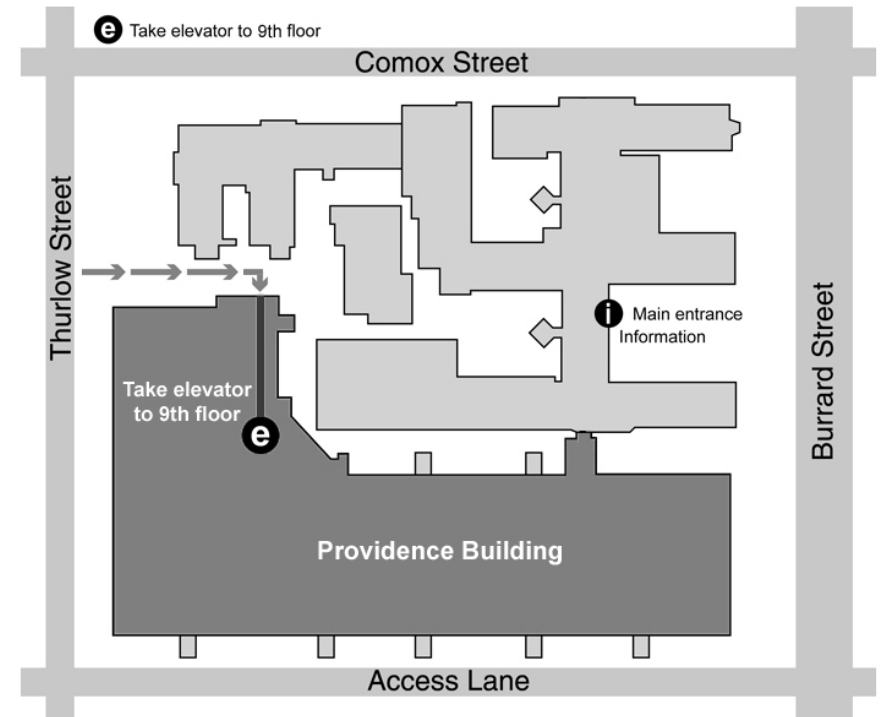 e Take elevator to 9th floor
Comox Street
Thurlow Street
i Main entrance
Information
Burrard Street
Take elevator
to 9th floor
e
Providence Building
Access Lane